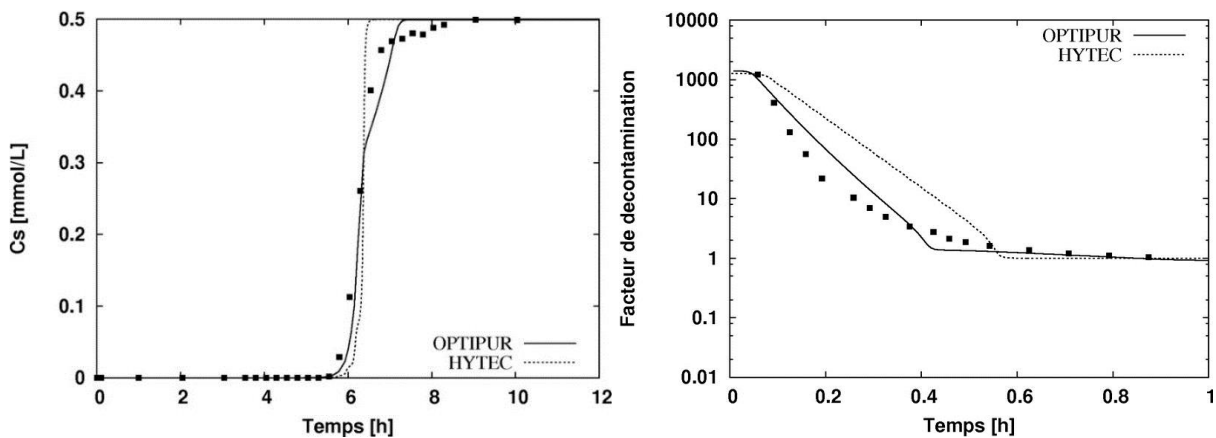 0.5
0.4
0.3
0.2
0.1
0
Cs [mmol/L]
0 2 4 6 8 10 12
Temps [h]
OPTIPUR
HYTEC
10000
1000
100
10
1
0.1
0.01
Facteur de decontamination
0 0.2 0.4 0.6 0.8 1
Temps [h]
OPTIPUR
HYTEC